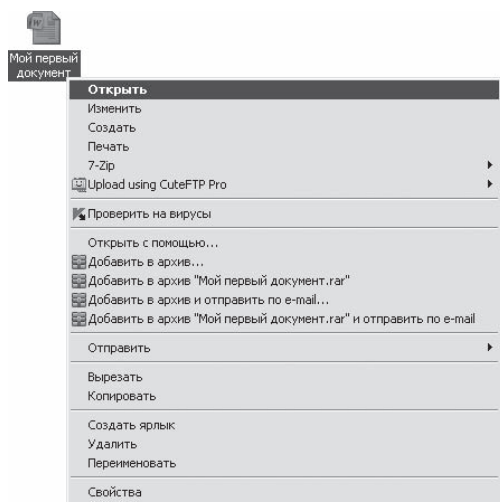 Мой первый
документ
Открыть
Изменить
Создать
Печать
7-Zip
Upload using CuteFTP Pro
Проверить на вирусы
Открыть с помощью...
Добавить в архив...
Добавить в архив "Мой первый документ.rar"
Добавить в архив и отправить по e-mail...
Добавить в архив "Мой первый документ.rar" и отправить по e-mail
Отправить
Вырезать
Копировать
Создать ярлык
Удалить
Переименовать
Свойства